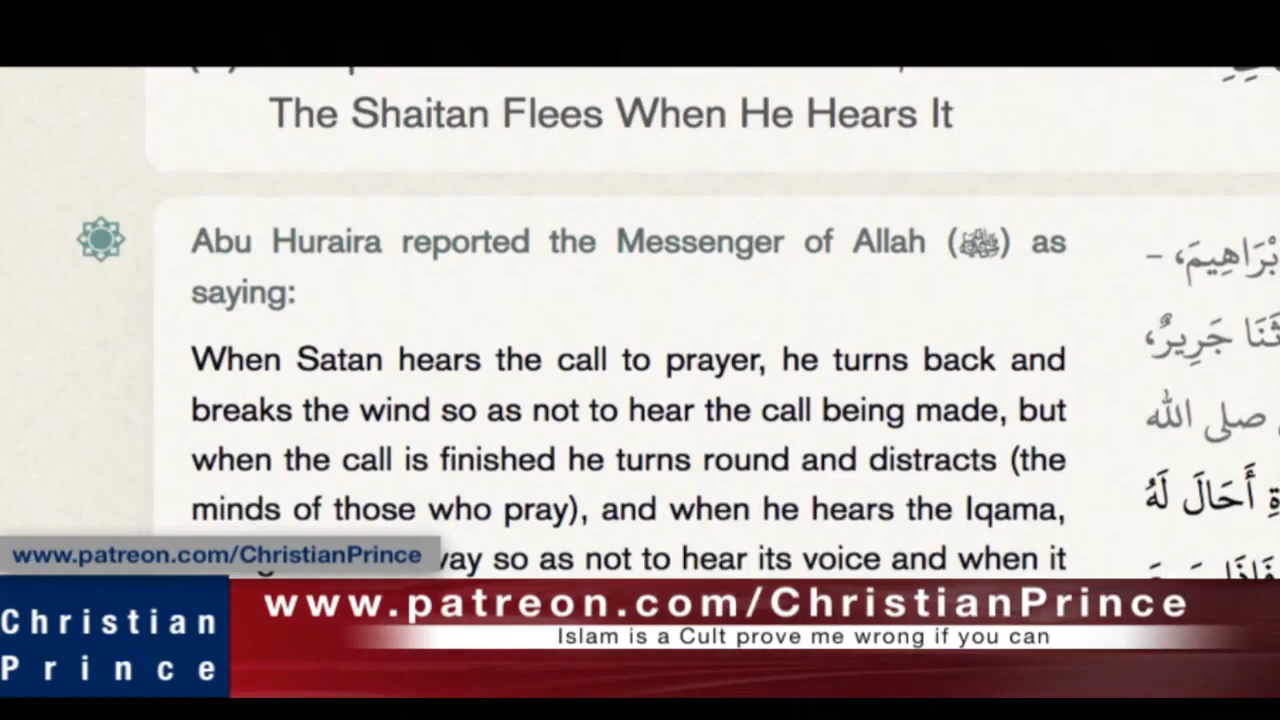 The Shaitan Flees When He Hears It
Abu Huraira reported the Messenger of Allah (ﷺ) as
saying:
When Satan hears the call to prayer, he turns back and
breaks the wind so as not to hear the call being made, but
when the call is finished he turns round and distracts (the
minds of those who pray), and when he hears the Iqama,
so as not to hear its voice and when it
بْرَاهِيمَ، -
ثَنَا جَرِيرٌ،
صلى الله
أَحَالَ لَهُ
www.patreon.com/ChristianPrince
www.patreon.com/ChristianPrince
Islam is a Cult prove me wrong if you can
Christian
Prince